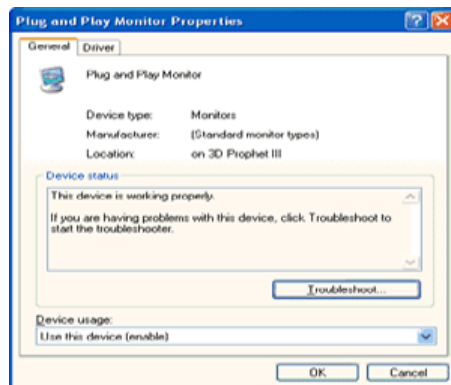 Plug and Play Monitor Properties
General Driver
Plug and Play Monitor
Device type: Monitors
Manufacturer: (Standard monitor types)
Location: on 3D Prophet III
Device status
This device is working properly.
If you are having problems with this device, click Troubleshoot to
start the troubleshooter.
Troubleshoot...
Device usage:
Use this device (enable)
OK Cancel